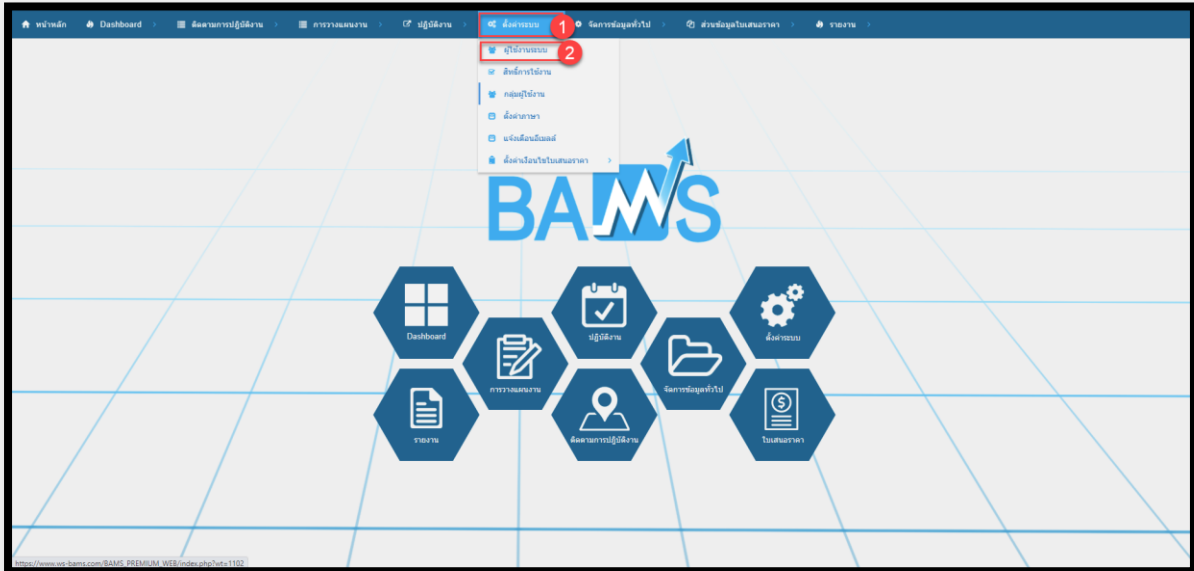 หน้าหลัก Dashboard ติดตามการปฏิบัติงาน การวางแผนงาน ปฏิบัติงาน ตั้งค่าระบบ 1 จัดการข้อมูลทั่วไป ส่วนข้อมูลใบเสนอราคา รายงาน
ผู้ใช้งานระบบ 2
สิทธิ์การใช้งาน
กลุ่มผู้ใช้งาน
ตั้งค่าภาษา
แจ้งเตือนอีเมลล์
ตั้งค่าเงื่อนไขใบเสนอราคา
BAMS
Dashboard
ปฏิบัติงาน
ตั้งค่าระบบ
การวางแผนงาน
จัดการข้อมูลทั่วไป
รายงาน
ติดตามการปฏิบัติงาน
ใบเสนอราคา
https://www.ws-bams.com/BAMS_PREMIUM_WEB/index.php?wt=1102